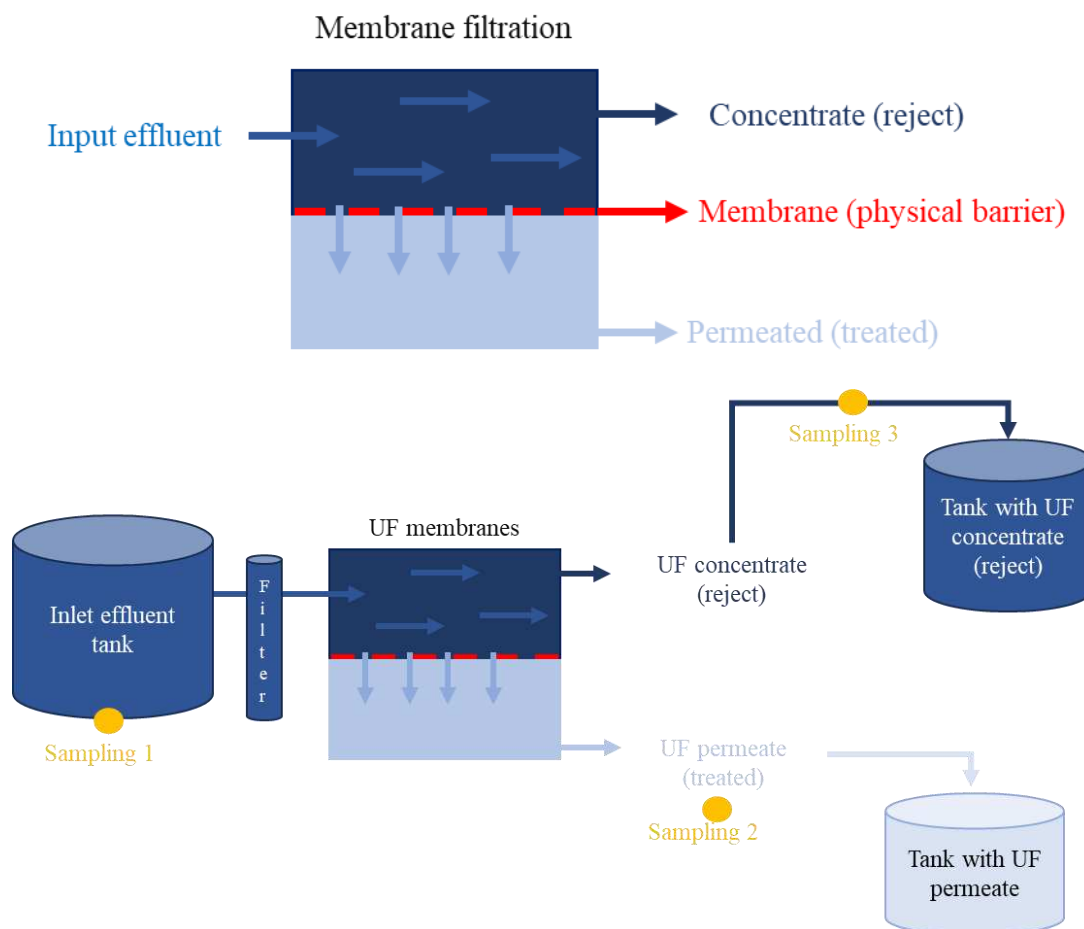 Membrane filtration
Input effluent
Concentrate (reject)
Membrane (physical barrier)
Permeated (treated)
Sampling 3
Tank with UF
concentrate
(reject)
UF membranes
UF concentrate
(reject)
Inlet effluent
tank
Filter
Sampling 1
UF permeate
(treated)
Sampling 2
Tank with UF
permeate